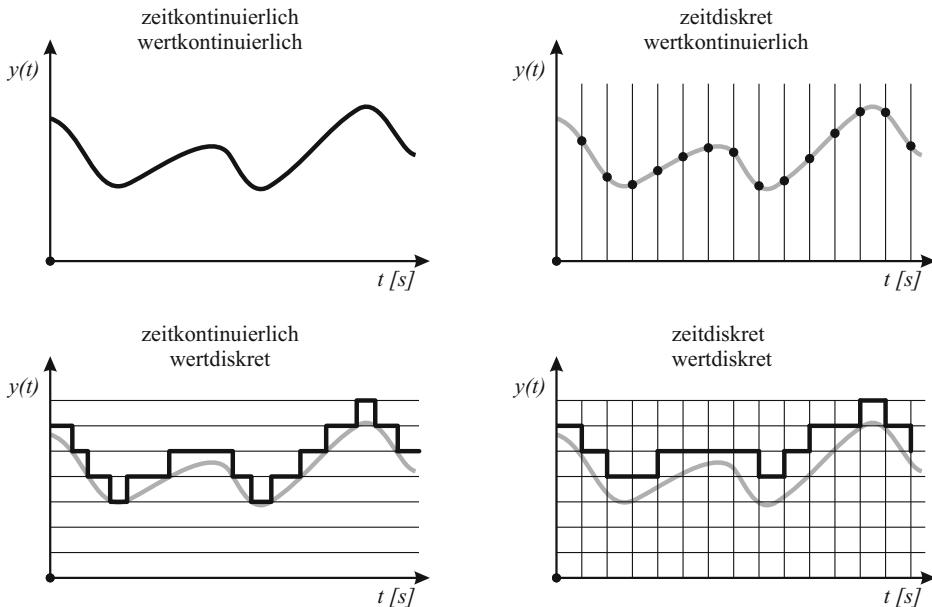 zeitkontinuierlich
wertkontinuierlich
y(t)
t [s]
zeitdiskret
wertkontinuierlich
y(t)
t [s]
zeitkontinuierlich
wertdiskret
y(t)
t [s]
zeitdiskret
wertdiskret
y(t)
t [s]